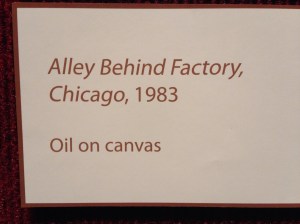 Alley Behind Factory,
Chicago, 1983
Oil on canvas